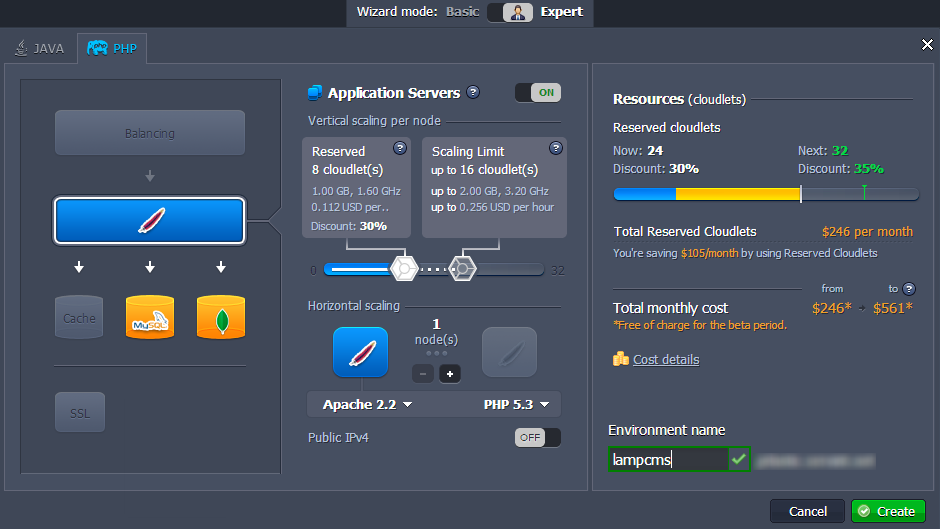 Wizard mode: Basic Expert
JAVA PHP
Balancing
Cache MySQL
SSL
Application Servers ? ON
Vertical scaling per node
Reserved ?
8 cloudlet(s)
1.00 GB, 1.60 GHz
0.112 USD per..
Discount: 30%
Scaling Limit ?
up to 16 cloudlet(s)
up to 2.00 GB, 3.20 GHz
up to 0.256 USD per hour
0 32
Horizontal scaling
1
node(s)
- +
Apache 2.2 PHP 5.3
Public IPv4 OFF
Resources (cloudlets)
Reserved cloudlets
Now: 24 Next: 32
Discount: 30% Discount: 35%
Total Reserved Cloudlets $246 per month
You're saving $105/month by using Reserved Cloudlets
from to ?
Total monthly cost $246* $561*
*Free of charge for the beta period.
Cost details
Environment name
lampcms
Cancel Create